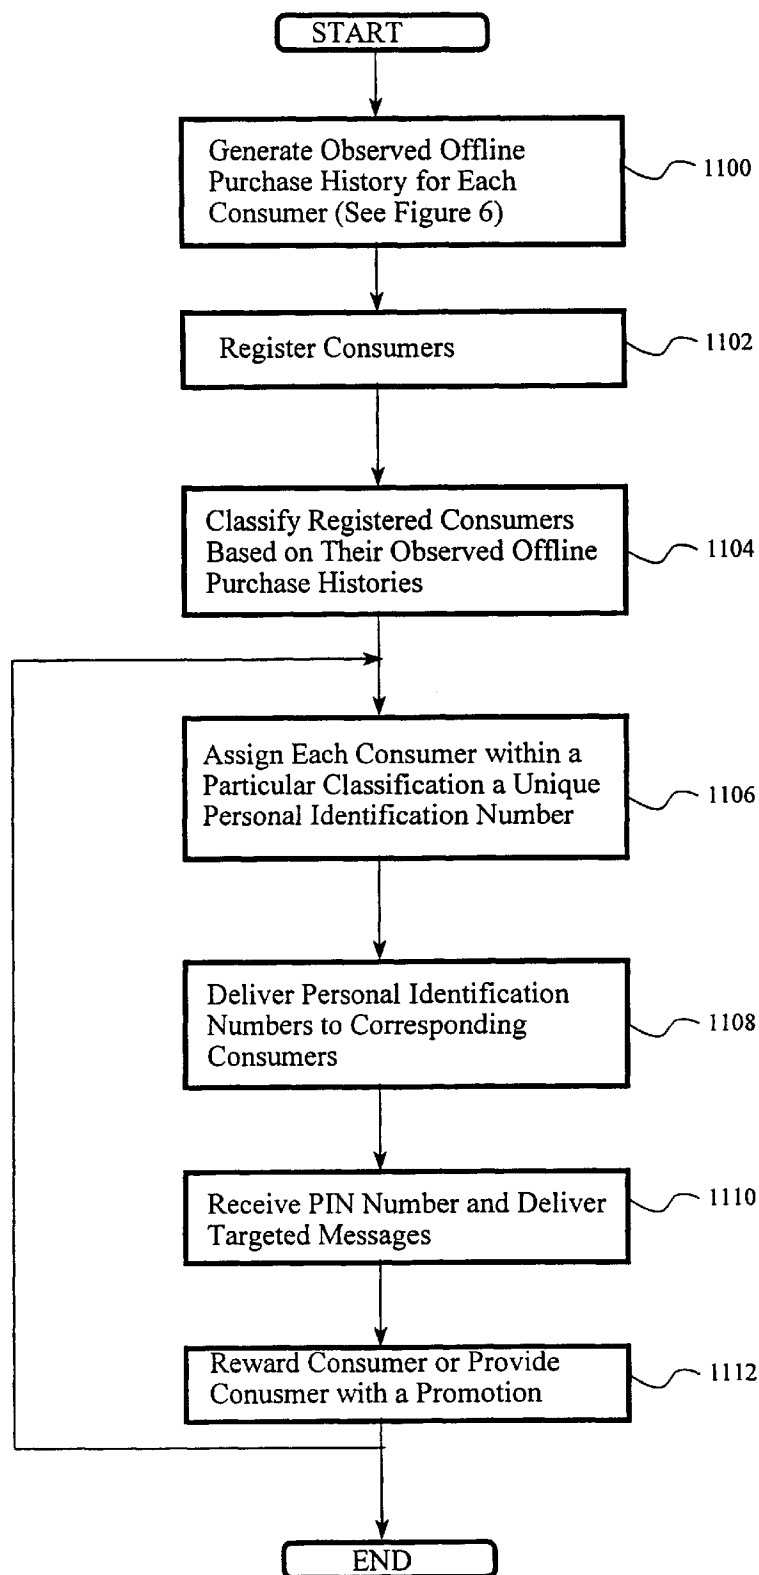 START
Generate Observed Offline
Purchase History for Each
Consumer (See Figure 6)
1100
Register Consumers
1102
Classify Registered Consumers
Based on Their Observed Offline
Purchase Histories
1104
Assign Each Consumer within a
Particular Classification a Unique
Personal Identification Number
1106
Deliver Personal Identification
Numbers to Corresponding
Consumers
1108
Receive PIN Number and Deliver
Targeted Messages
1110
Reward Consumer or Provide
Conusmer with a Promotion
1112
END